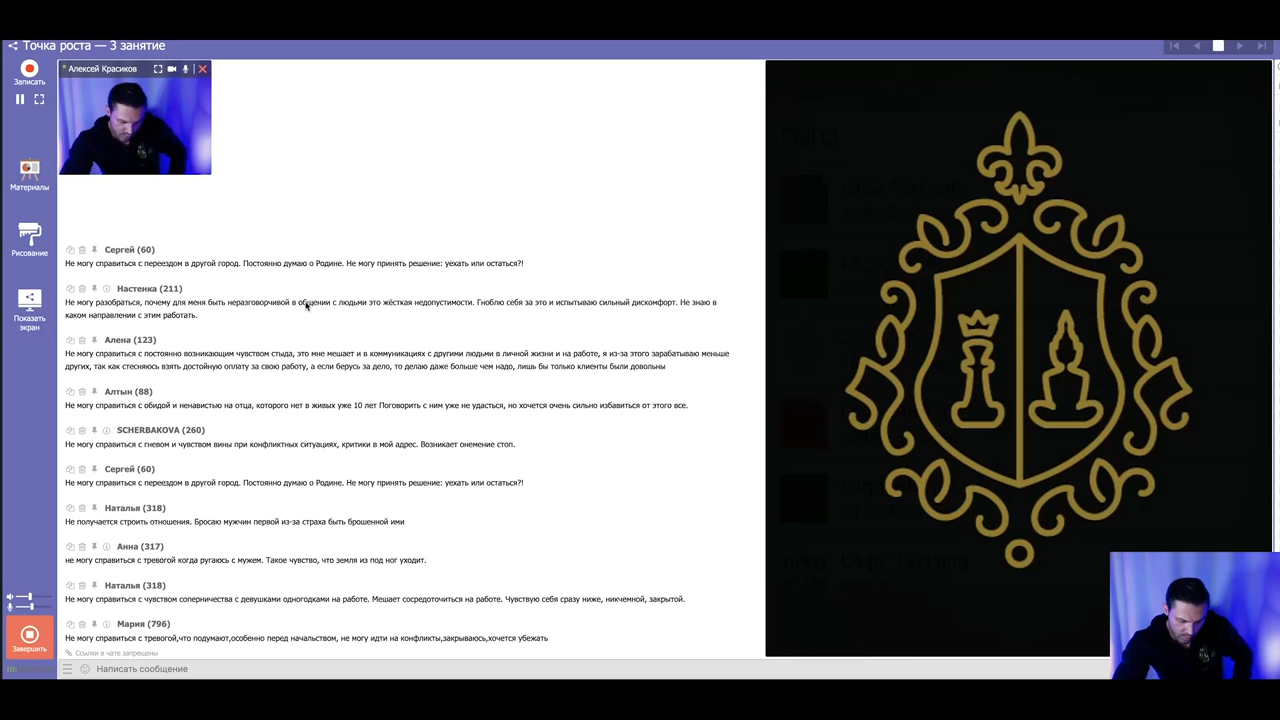 Точка роста — 3 занятие
Записать
Алексей Красиков
Материалы
Рисование
Показать
экран
Сергей (60)
Не могу справиться с переездом в другой город. Постоянно думаю о Родине. Не могу принять решение: уехать или остаться?!
Настенка (211)
Не могу разобраться, почему для меня быть неразговорчивой в общении с людьми это жёсткая недопустимости. Гноблю себя за это и испытываю сильный дискомфорт. Не знаю в
каком направлении с этим работать.
Алена (123)
Не могу справиться с постоянно возникающим чувством стыда, это мне мешает и в коммуникациях с другими людьми в личной жизни и на работе, я из-за этого зарабатываю меньше
других, так как стесняюсь взять достойную оплату за свою работу, а если берусь за дело, то делаю даже больше чем надо, лишь бы только клиенты были довольны
Алтын (88)
Не могу справиться с обидой и ненавистью на отца, которого нет в живых уже 10 лет Поговорить с ним уже не удасться, но хочется очень сильно избавиться от этого все.
SCHERBAKOVA (260)
Не могу справиться с гневом и чувством вины при конфликтных ситуациях, критики в мой адрес. Возникает онемение стоп.
Сергей (60)
Не могу справиться с переездом в другой город. Постоянно думаю о Родине. Не могу принять решение: уехать или остаться?!
Наталья (318)
Не получается строить отношения. Бросаю мужчин первой из-за страха быть брошенной ими
Анна (317)
не могу справиться с тревогой когда ругаюсь с мужем. Такое чувство, что земля из под ног уходит.
Наталья (318)
Не могу справиться с чувством соперничества с девушками одногодками на работе. Мешает сосредоточиться на работе. Чувствую себя сразу ниже, никчемной, закрытой.
Мария (796)
Не могу справиться с тревогой,что подумают,особенно перед начальством, не могу идти на конфликты,закрываюсь,хочется убежать
Завершить
Ссылки в чате запрещены
Написать сообщение